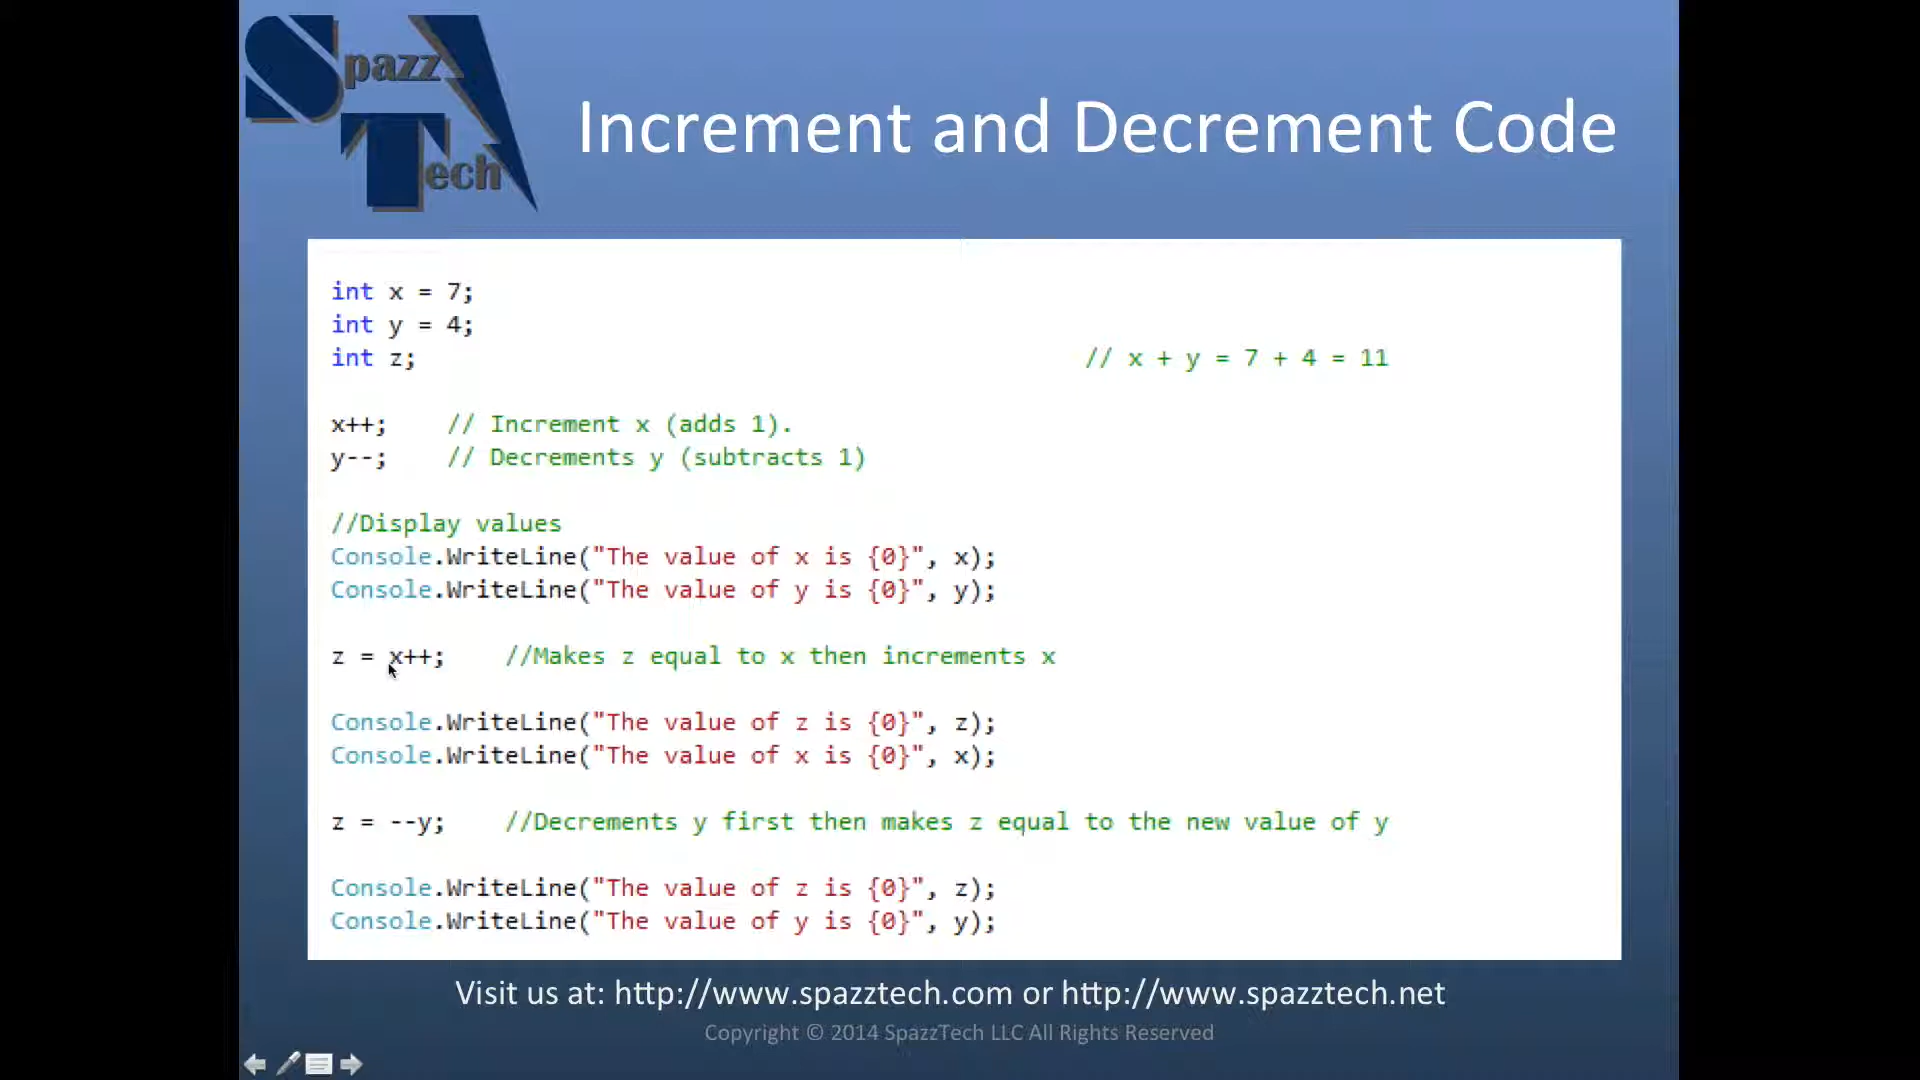 Spazz
Tech
Increment and Decrement Code
int x = 7;
int y = 4;
int z; // x + y = 7 + 4 = 11
x++; // Increment x (adds 1).
y--; // Decrements y (subtracts 1)
//Display values
Console.WriteLine("The value of x is {0}", x);
Console.WriteLine("The value of y is {0}", y);
z = x++; //Makes z equal to x then increments x
Console.WriteLine("The value of z is {0}", z);
Console.WriteLine("The value of x is {0}", x);
z = --y; //Decrements y first then makes z equal to the new value of y
Console.WriteLine("The value of z is {0}", z);
Console.WriteLine("The value of y is {0}", y);
Visit us at: http://www.spazztech.com or http://www.spazztech.net
Copyright © 2014 SpazzTech LLC All Rights Reserved